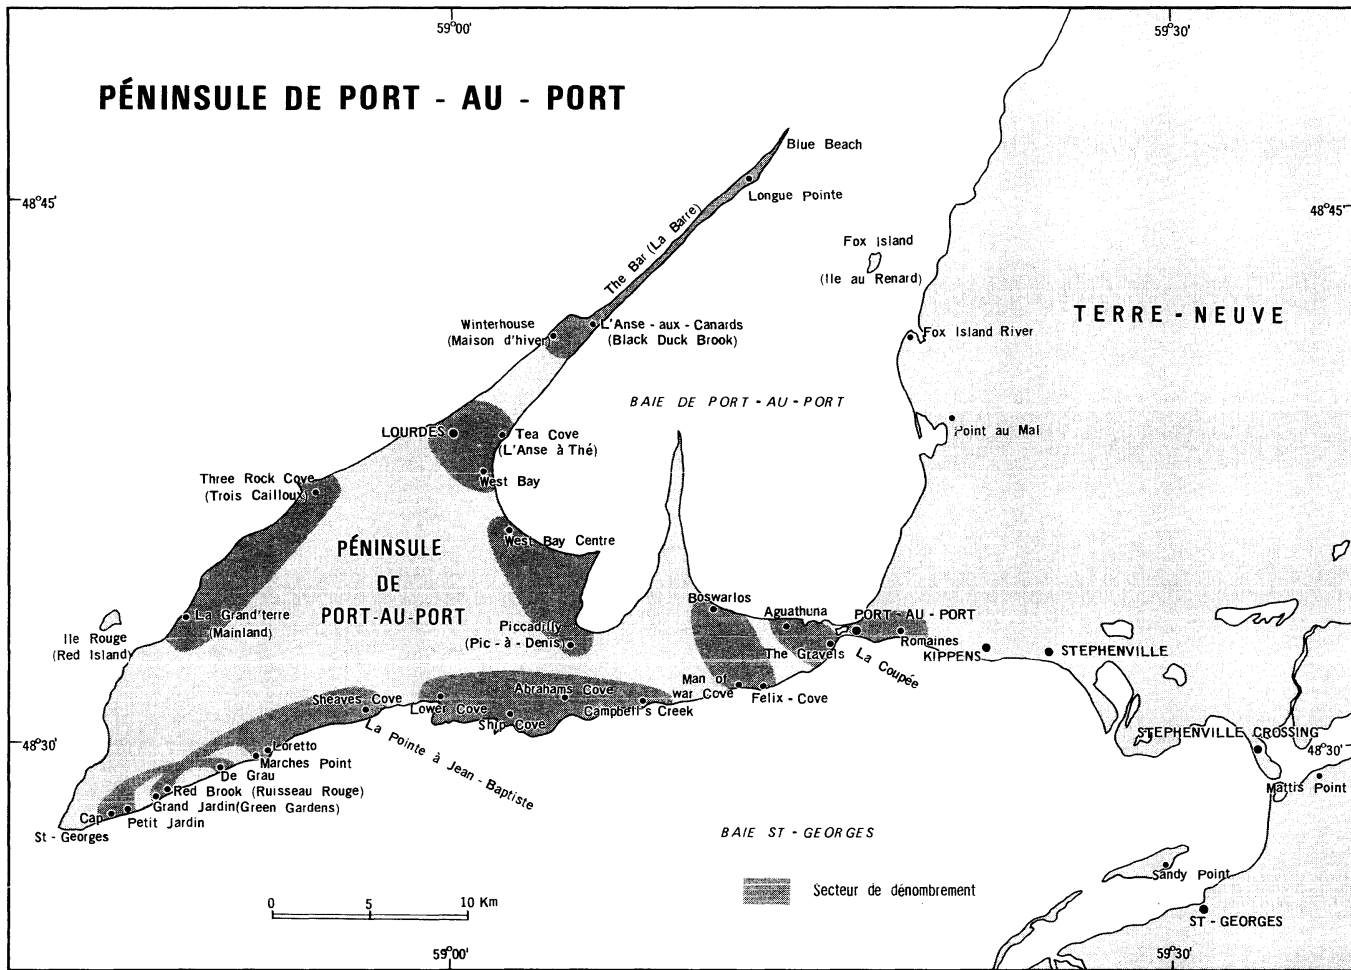 59°00'
59°30'
PÉNINSULE DE PORT - AU - PORT
Blue Beach
Longue Pointe
48°45'
48°45'
The Bar (La Barre)
Fox Island
(Ile au Renard)
TERRE - NEUVE
Winterhouse
(Maison d'hiver)
L'Anse - aux - Canards
(Black Duck Brook)
Fox Island River
BAIE DE PORT - AU - PORT
LOURDES
Tea Cove
(L'Anse à Thé)
Point au Mal
West Bay
Three Rock Cove
(Trois Cailloux)
West Bay Centre
PÉNINSULE
DE
PORT-AU-PORT
Boswarlos
Aguathuna
PORT - AU - PORT
La Grand'terre
(Mainland)
Ile Rouge
(Red Island)
Piccadilly
(Pic - à - Denis)
The Gravels
Romaines
KIPPENS
STEPHENVILLE
La Coupée
Man of
war Cove
Felix - Cove
Sheaves Cove
Lower Cove
Abrahams Cove
Campbell's Creek
Ship Cove
La Pointe à Jean - Baptiste
STEPHENVILLE CROSSING
48°30'
48°30'
Loretto
Marches Point
De Grau
Red Brook (Ruisseau Rouge)
Grand Jardin (Green Gardens)
Mattis Point
Cap
St - Georges
Petit Jardin
BAIE ST - GEORGES
Sandy Point
Secteur de dénombrement
0 5 10 Km
ST - GEORGES
59°00'
59°30'